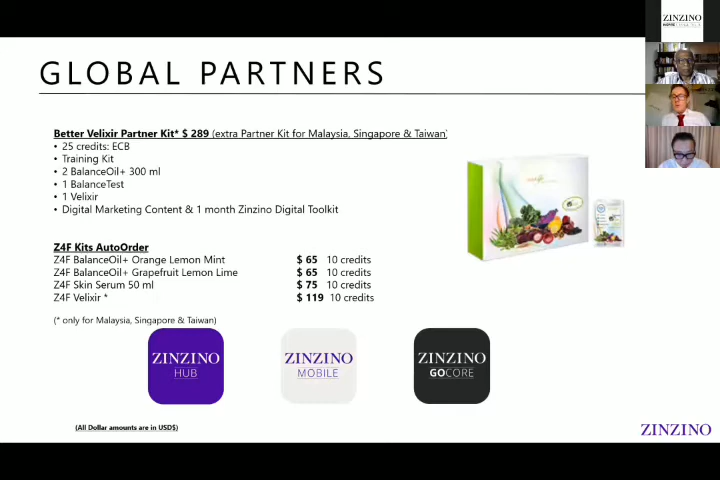 ZINZINO
GLOBAL PARTNERS
Better Velixir Partner Kit* $ 289 (extra Partner Kit for Malaysia, Singapore & Taiwan)
• 25 credits: ECB
• Training Kit
• 2 BalanceOil+ 300 ml
• 1 BalanceTest
• 1 Velixir
• Digital Marketing Content & 1 month Zinzino Digital Toolkit
Z4F Kits AutoOrder
Z4F BalanceOil+ Orange Lemon Mint $ 65 10 credits
Z4F BalanceOil+ Grapefruit Lemon Lime $ 65 10 credits
Z4F Skin Serum 50 ml $ 75 10 credits
Z4F Velixir * $ 119 10 credits
(* only for Malaysia, Singapore & Taiwan)
ZINZINO
HUB
ZINZINO
MOBILE
ZINZINO
GOCORE
(All Dollar amounts are in USD$)
ZINZINO